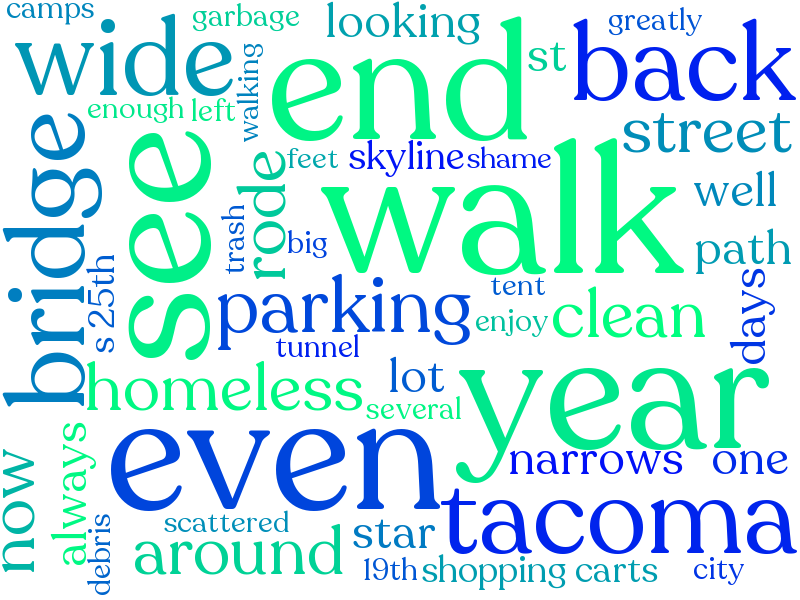 camps
garbage
looking
greatly
wide
end
st
back
walking
enough
left
street
bridge
see
feet
skyline
shame
rode
walk
well
trash
big
path
s 25th
parking
tent
enjoy
clean
days
tunnel
homeless
lot
several
year
even
narrows
one
now
always
tacoma
debris
scattered
around
star
19th
shopping carts
city